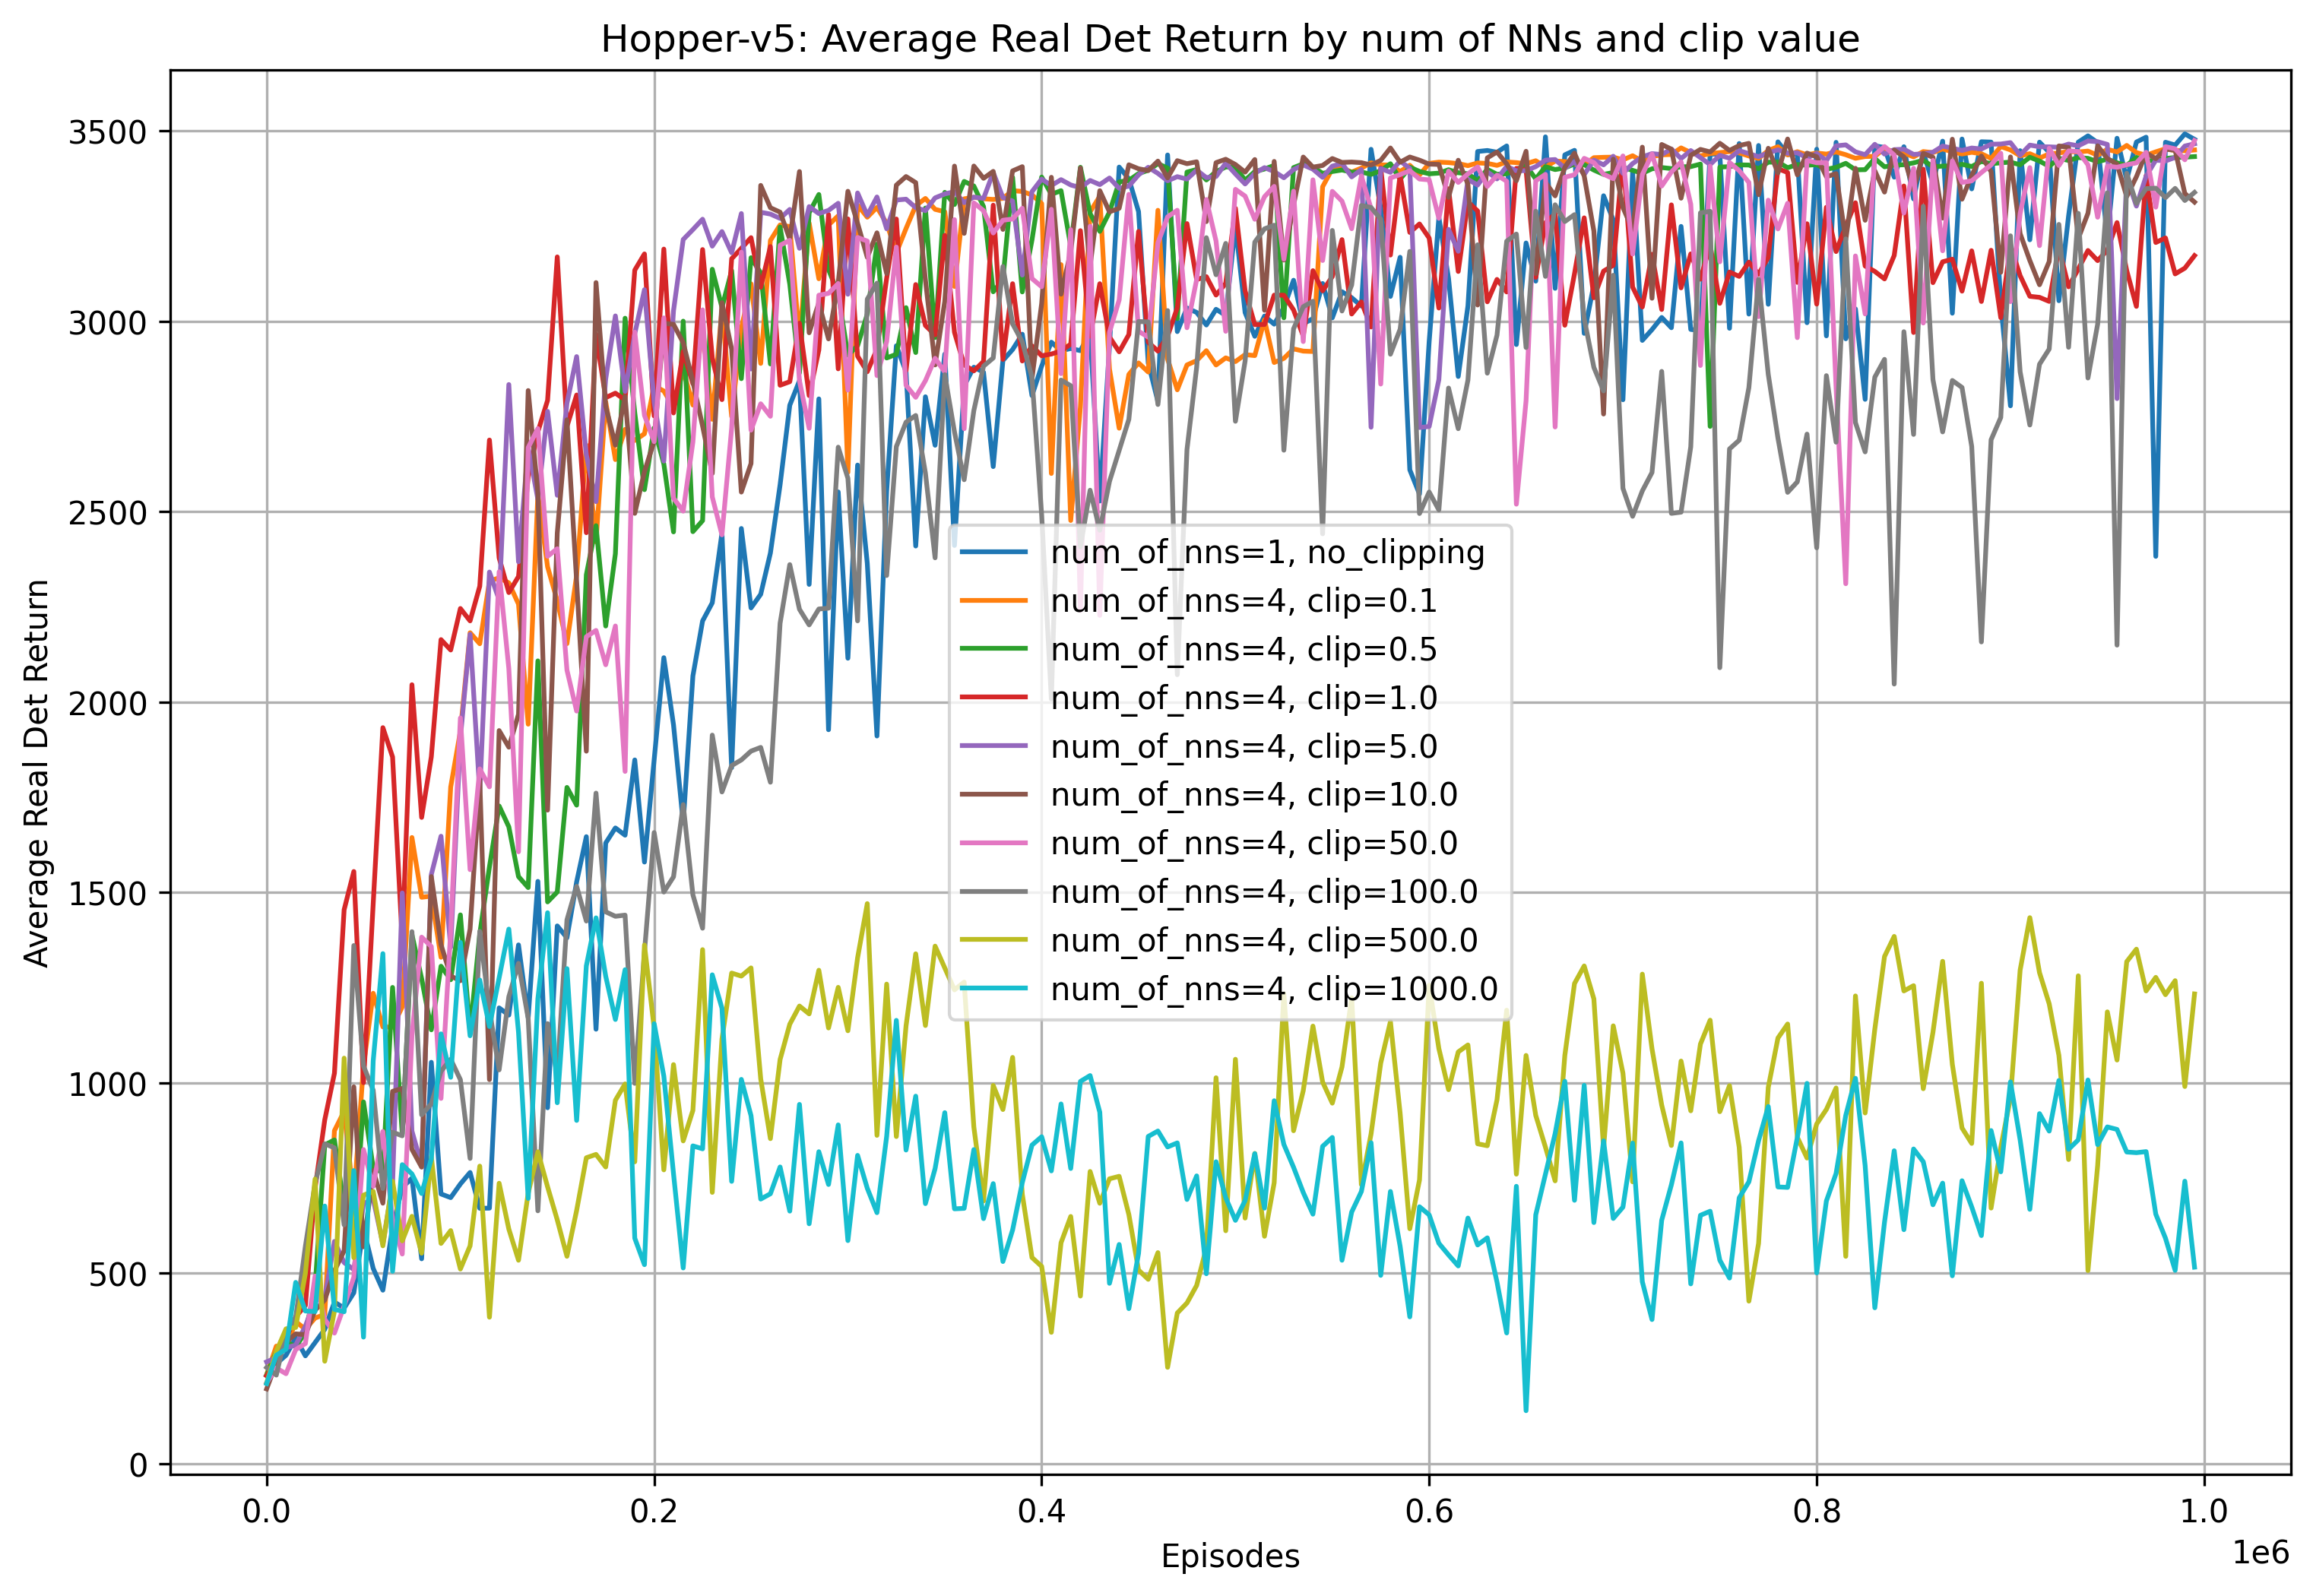 Hopper-v5: Average Real Det Return by num of NNs and clip value
Average Real Det Return
3500
3000
2500
2000
1500
1000
500
0
num_of_nns=1, no_clipping
num_of_nns=4, clip=0.1
num_of_nns=4, clip=0.5
num_of_nns=4, clip=1.0
num_of_nns=4, clip=5.0
num_of_nns=4, clip=10.0
num_of_nns=4, clip=50.0
num_of_nns=4, clip=100.0
num_of_nns=4, clip=500.0
num_of_nns=4, clip=1000.0
0.0 0.2 0.4 0.6 0.8 1.0
Episodes
1e6